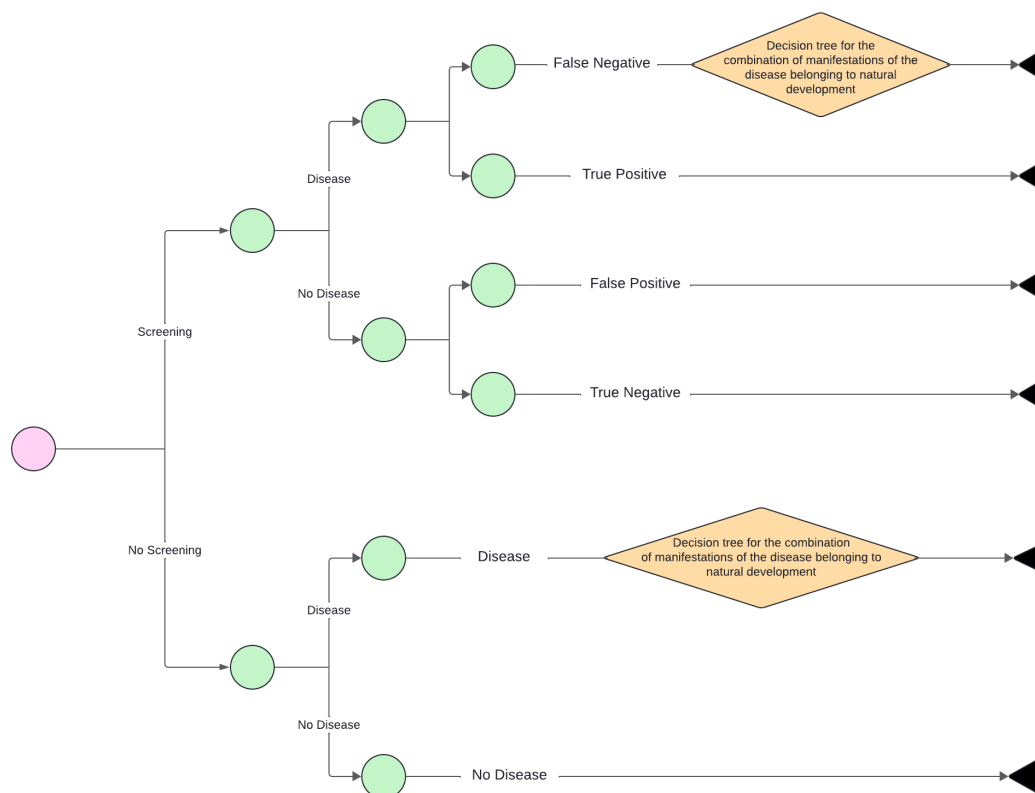 Decision tree for the
combination of manifestations of the
disease belonging to natural
development
False Negative
True Positive
Disease
False Positive
No Disease
Screening
True Negative
No Screening
Decision tree for the combination
of manifestations of the disease belonging to
natural development
Disease
Disease
No Disease
No Disease